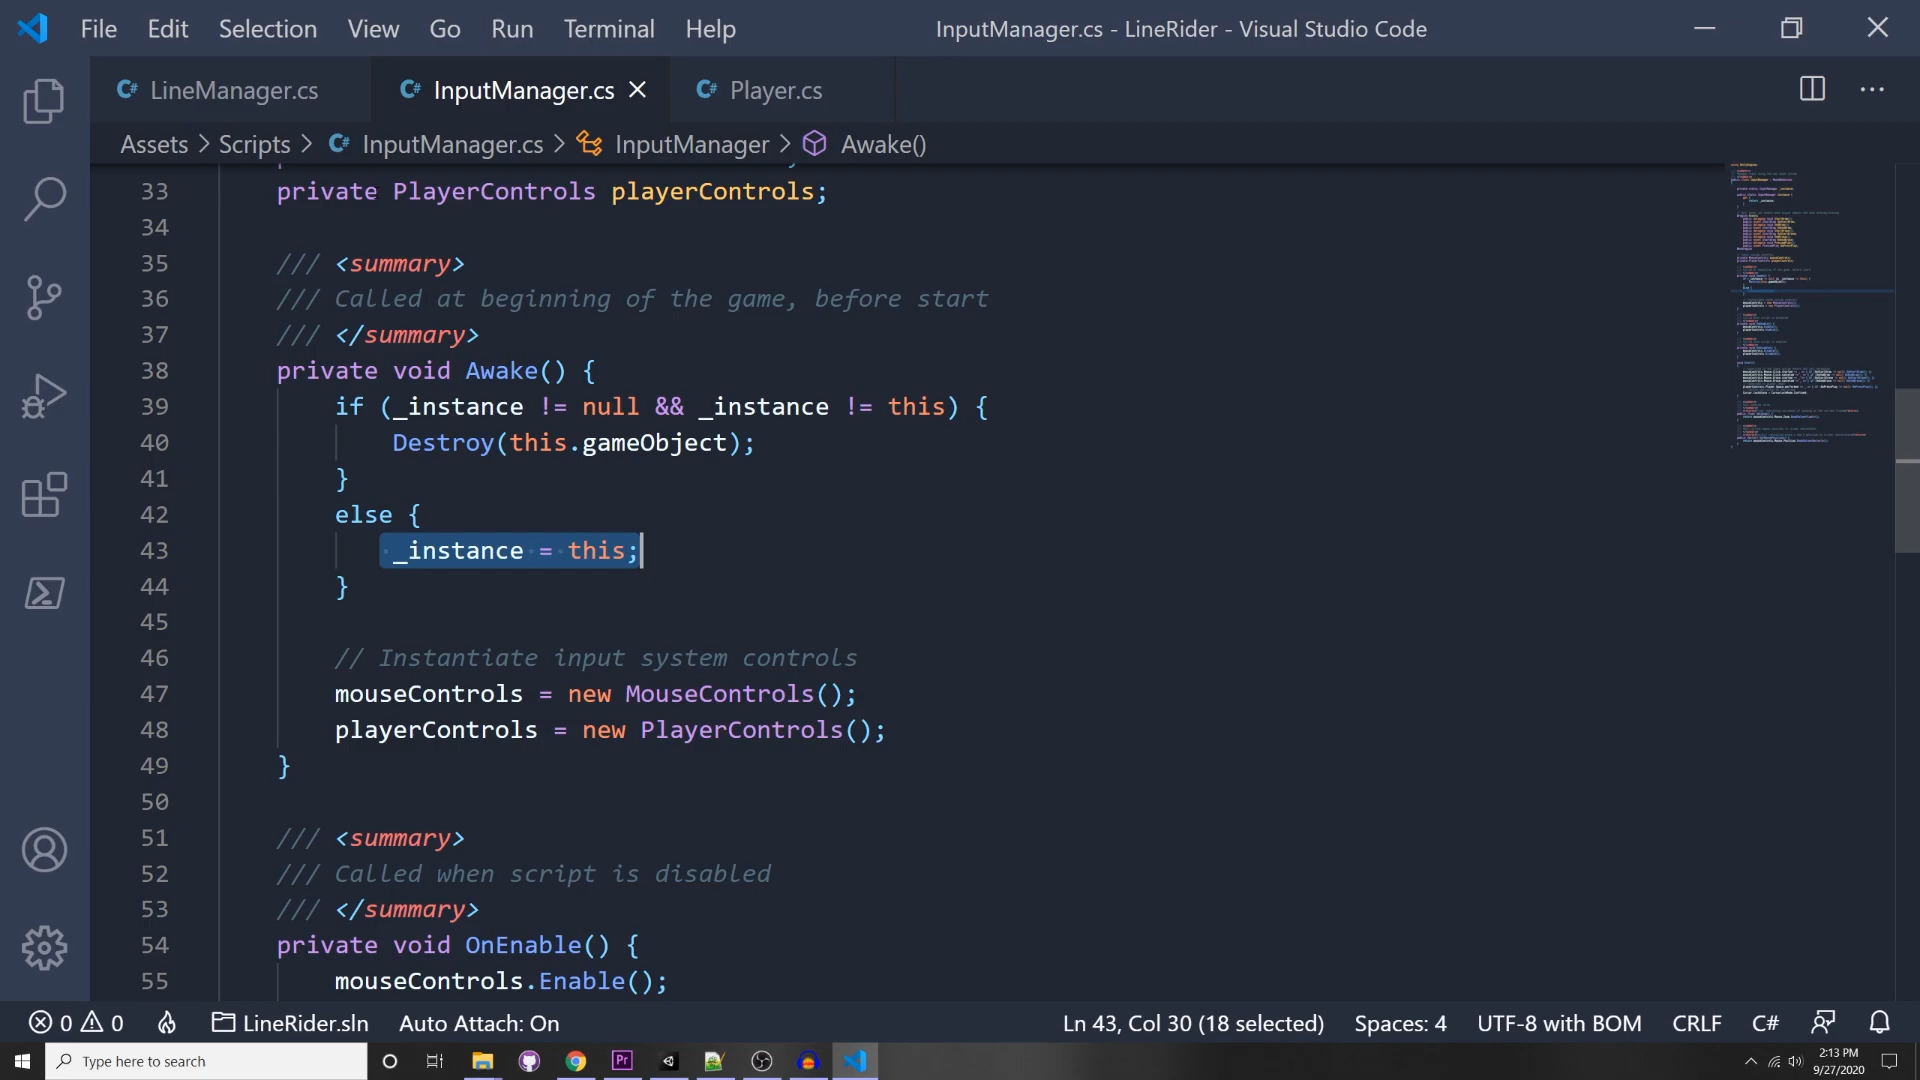 File Edit Selection View Go Run Terminal Help InputManager.cs - LineRider - Visual Studio Code
C# LineManager.cs C# InputManager.cs C# Player.cs
Assets > Scripts > C# InputManager.cs > InputManager > Awake()
33 private PlayerControls playerControls;
34
35 /// <summary>
36 /// Called at beginning of the game, before start
37 /// </summary>
38 private void Awake() {
39 if (_instance != null && _instance != this) {
40 Destroy(this.gameObject);
41 }
42 else {
43 _instance = this;
44 }
45
46 // Instantiate input system controls
47 mouseControls = new MouseControls();
48 playerControls = new PlayerControls();
49 }
50
51 /// <summary>
52 /// Called when script is disabled
53 /// </summary>
54 private void OnEnable() {
55 mouseControls.Enable();
0 0 LineRider.sln Auto Attach: On Ln 43, Col 30 (18 selected) Spaces: 4 UTF-8 with BOM CRLF C#
Type here to search Pr 2:13 PM
9/27/2020